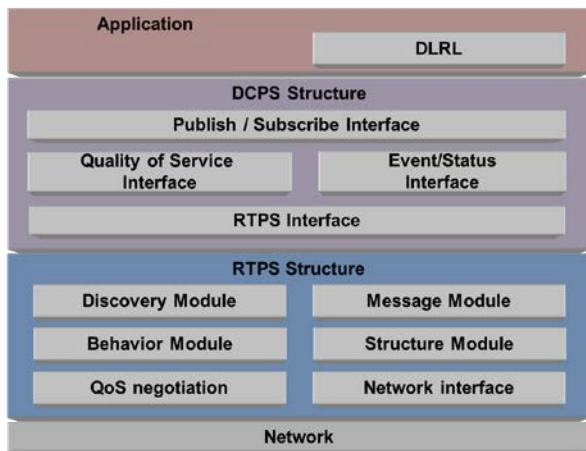 Application
DLRL
DCPS Structure
Publish / Subscribe Interface
Quality of Service
Interface
Event/Status
Interface
RTPS Interface
RTPS Structure
Discovery Module
Message Module
Behavior Module
Structure Module
QoS negotiation
Network interface
Network